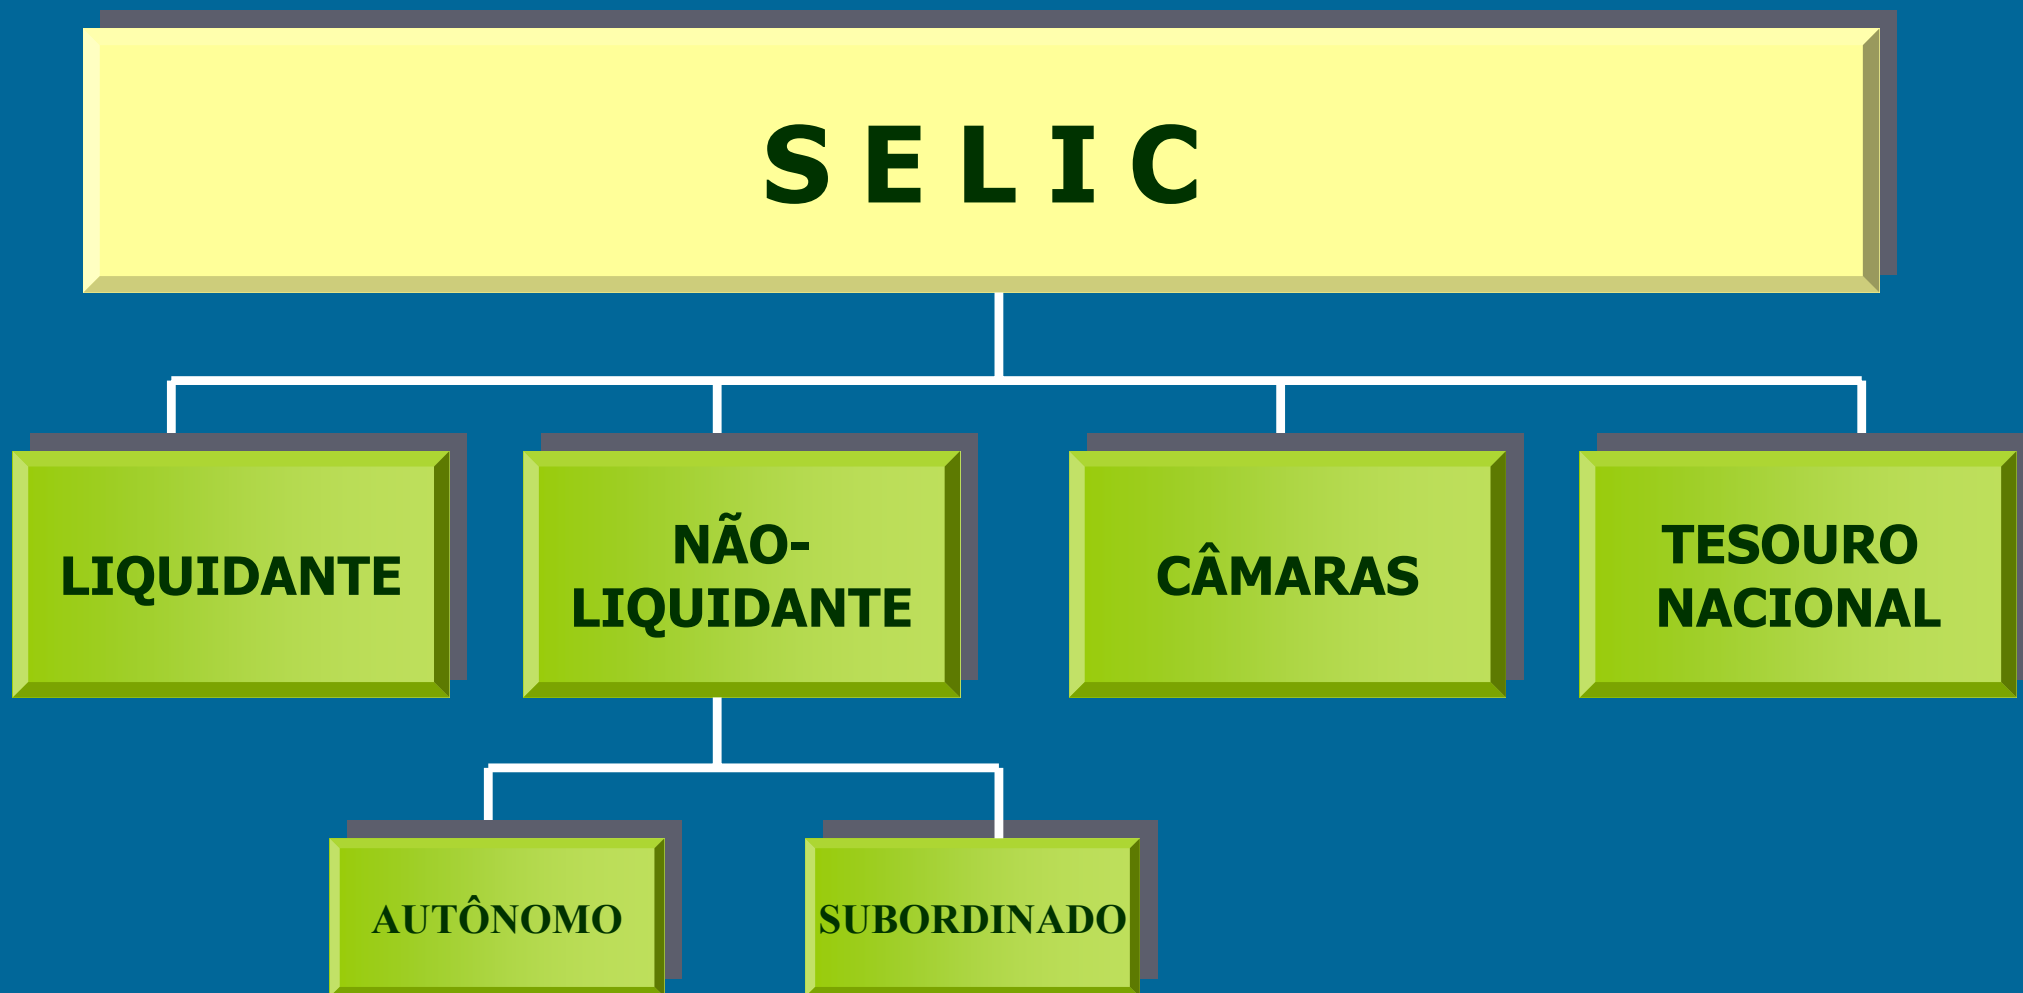 S E L I C
LIQUIDANTE
NÃO-
LIQUIDANTE
CÂMARAS
TESOURO
NACIONAL
AUTÔNOMO
SUBORDINADO